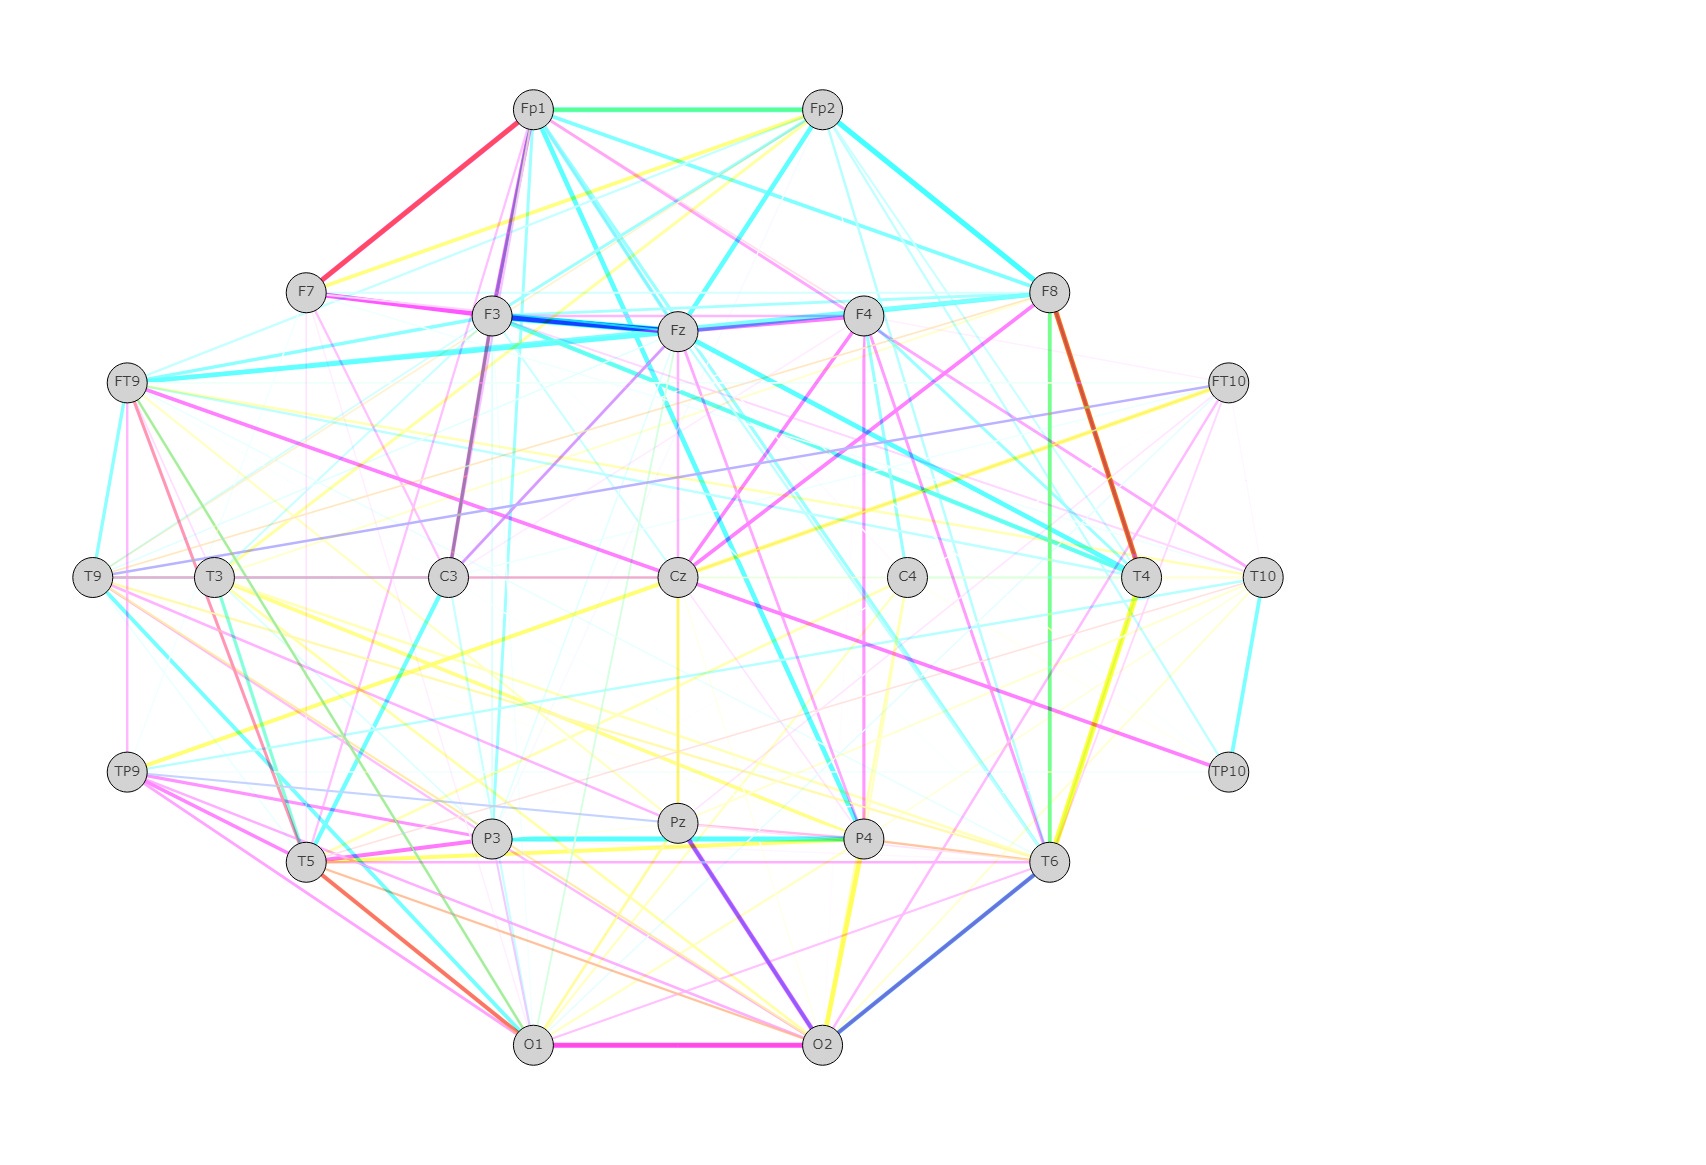 Fp1 Fp2
F7 F3 Fz F4 F8
FT9 FT10
T9 T3 C3 Cz C4 T4 T10
TP9 TP10
T5 P3 Pz P4 T6
O1 O2